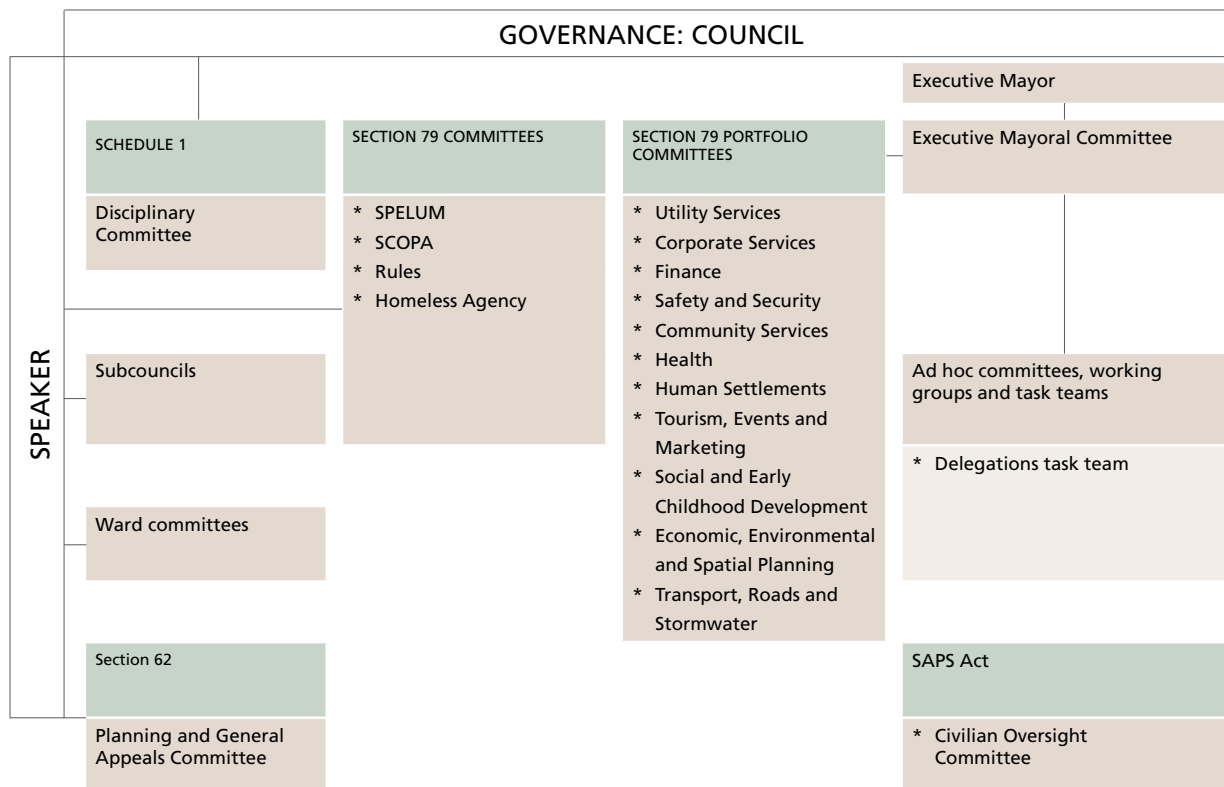 GOVERNANCE: COUNCIL
SPEAKER
SCHEDULE 1
Disciplinary
Committee
Subcouncils
Ward committees
Section 62
Planning and General
Appeals Committee
SECTION 79 COMMITTEES
* SPELUM
* SCOPA
* Rules
* Homeless Agency
SECTION 79 PORTFOLIO
COMMITTEES
* Utility Services
* Corporate Services
* Finance
* Safety and Security
* Community Services
* Health
* Human Settlements
* Tourism, Events and
Marketing
* Social and Early
Childhood Development
* Economic, Environmental
and Spatial Planning
* Transport, Roads and
Stormwater
Executive Mayor
Executive Mayoral Committee
Ad hoc committees, working
groups and task teams
* Delegations task team
SAPS Act
* Civilian Oversight
Committee